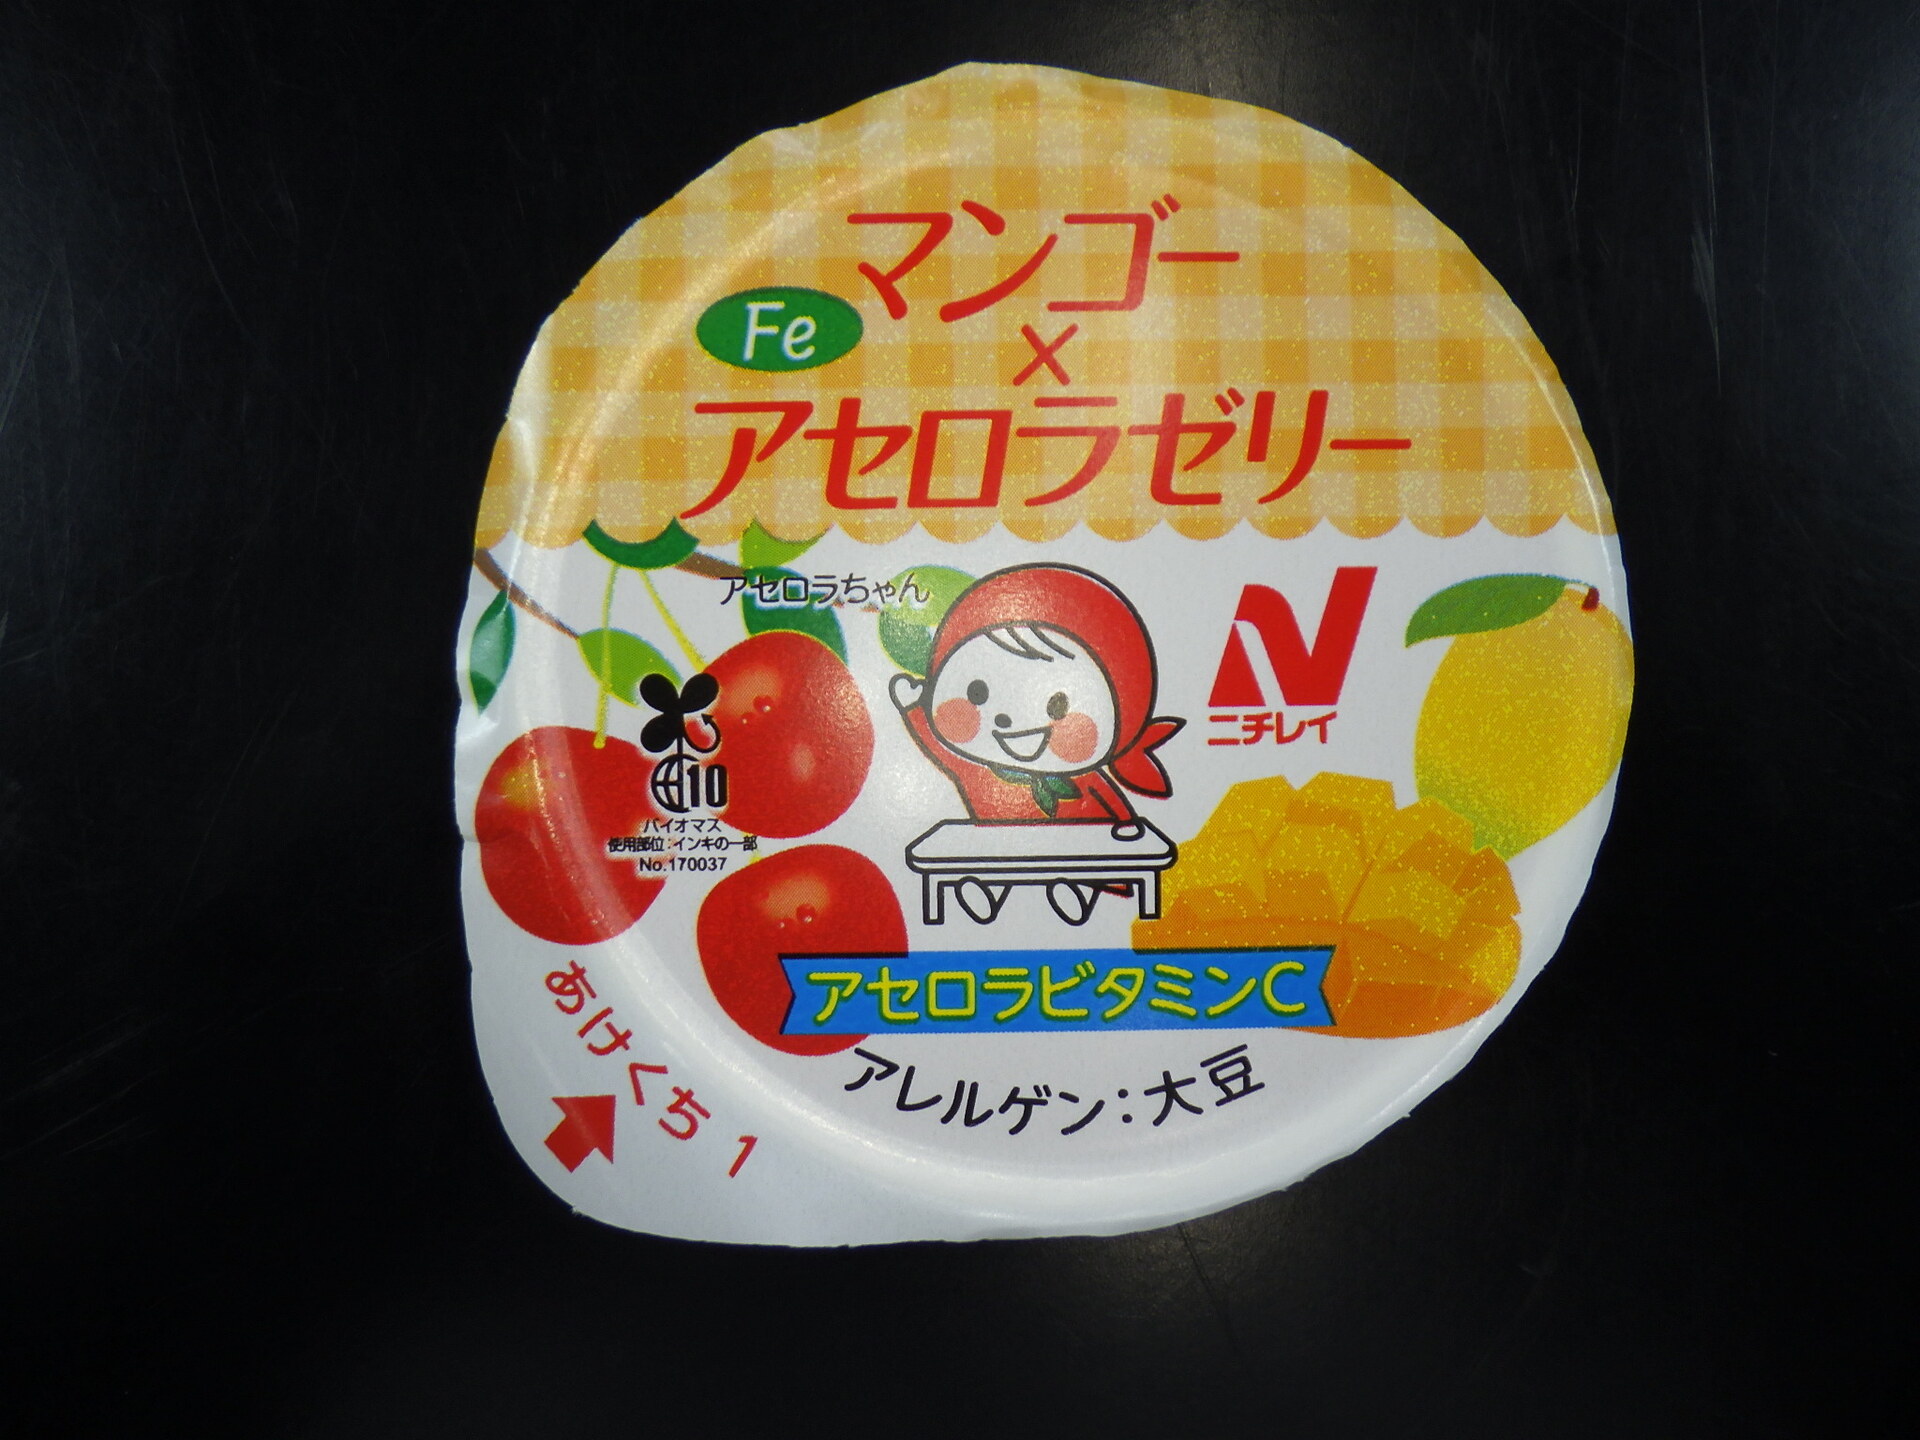 マンゴー
Fe
×
アセロラゼリー
アセロラちゃん
N
ニチレイ
10
バイオマス
使用部位:インキの一部
No.170037
アセロラビタミンC
アレルゲン:大豆
あけくち 1